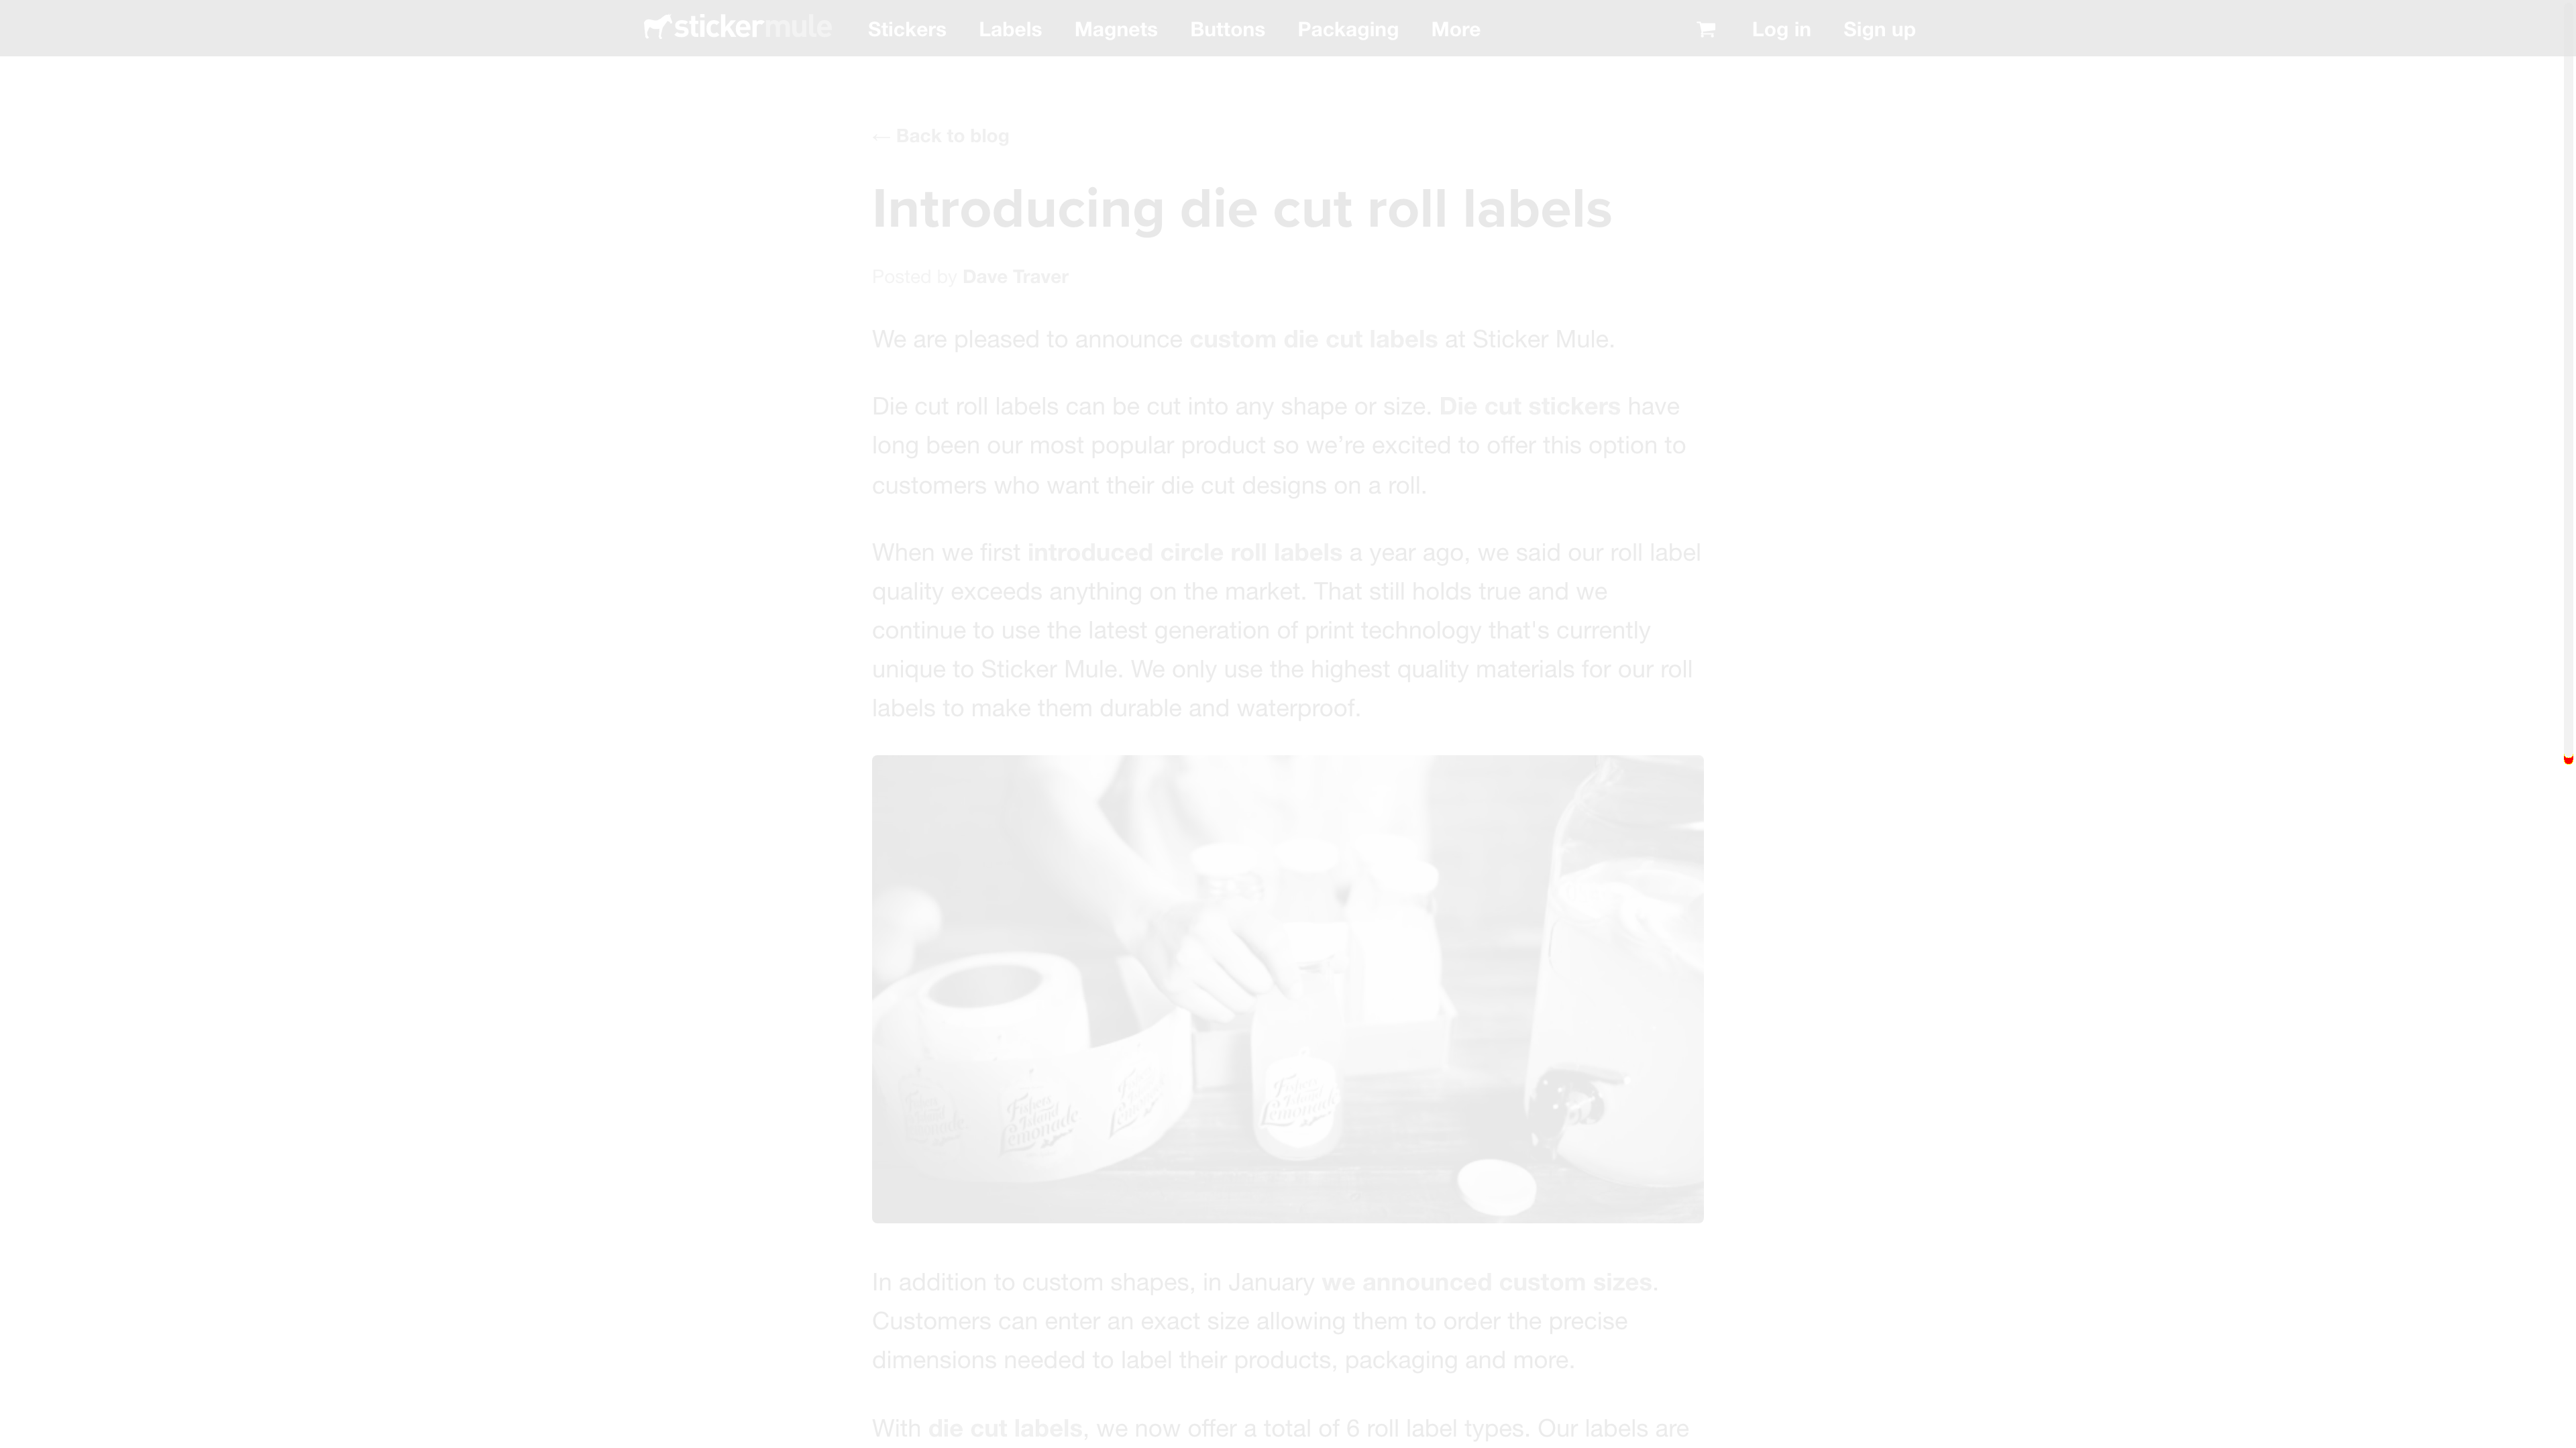 stickermule Stickers Labels Magnets Buttons Packaging More Log in Sign up
← Back to blog
Introducing die cut roll labels
Posted by Dave Traver
We are pleased to announce custom die cut labels at Sticker Mule.
Die cut roll labels can be cut into any shape or size. Die cut stickers have
long been our most popular product so we’re excited to offer this option to
customers who want their die cut designs on a roll.
When we first introduced circle roll labels a year ago, we said our roll label
quality exceeds anything on the market. That still holds true and we
continue to use the latest generation of print technology that's currently
unique to Sticker Mule. We only use the highest quality materials for our roll
labels to make them durable and waterproof.
Fishers
Island
Lemonade
Fishers
Island
Lemonade
Fishers
Island
Lemonade
Fishers
Island
Lemonade
In addition to custom shapes, in January we announced custom sizes.
Customers can enter an exact size allowing them to order the precise
dimensions needed to label their products, packaging and more.
With die cut labels, we now offer a total of 6 roll label types. Our labels are